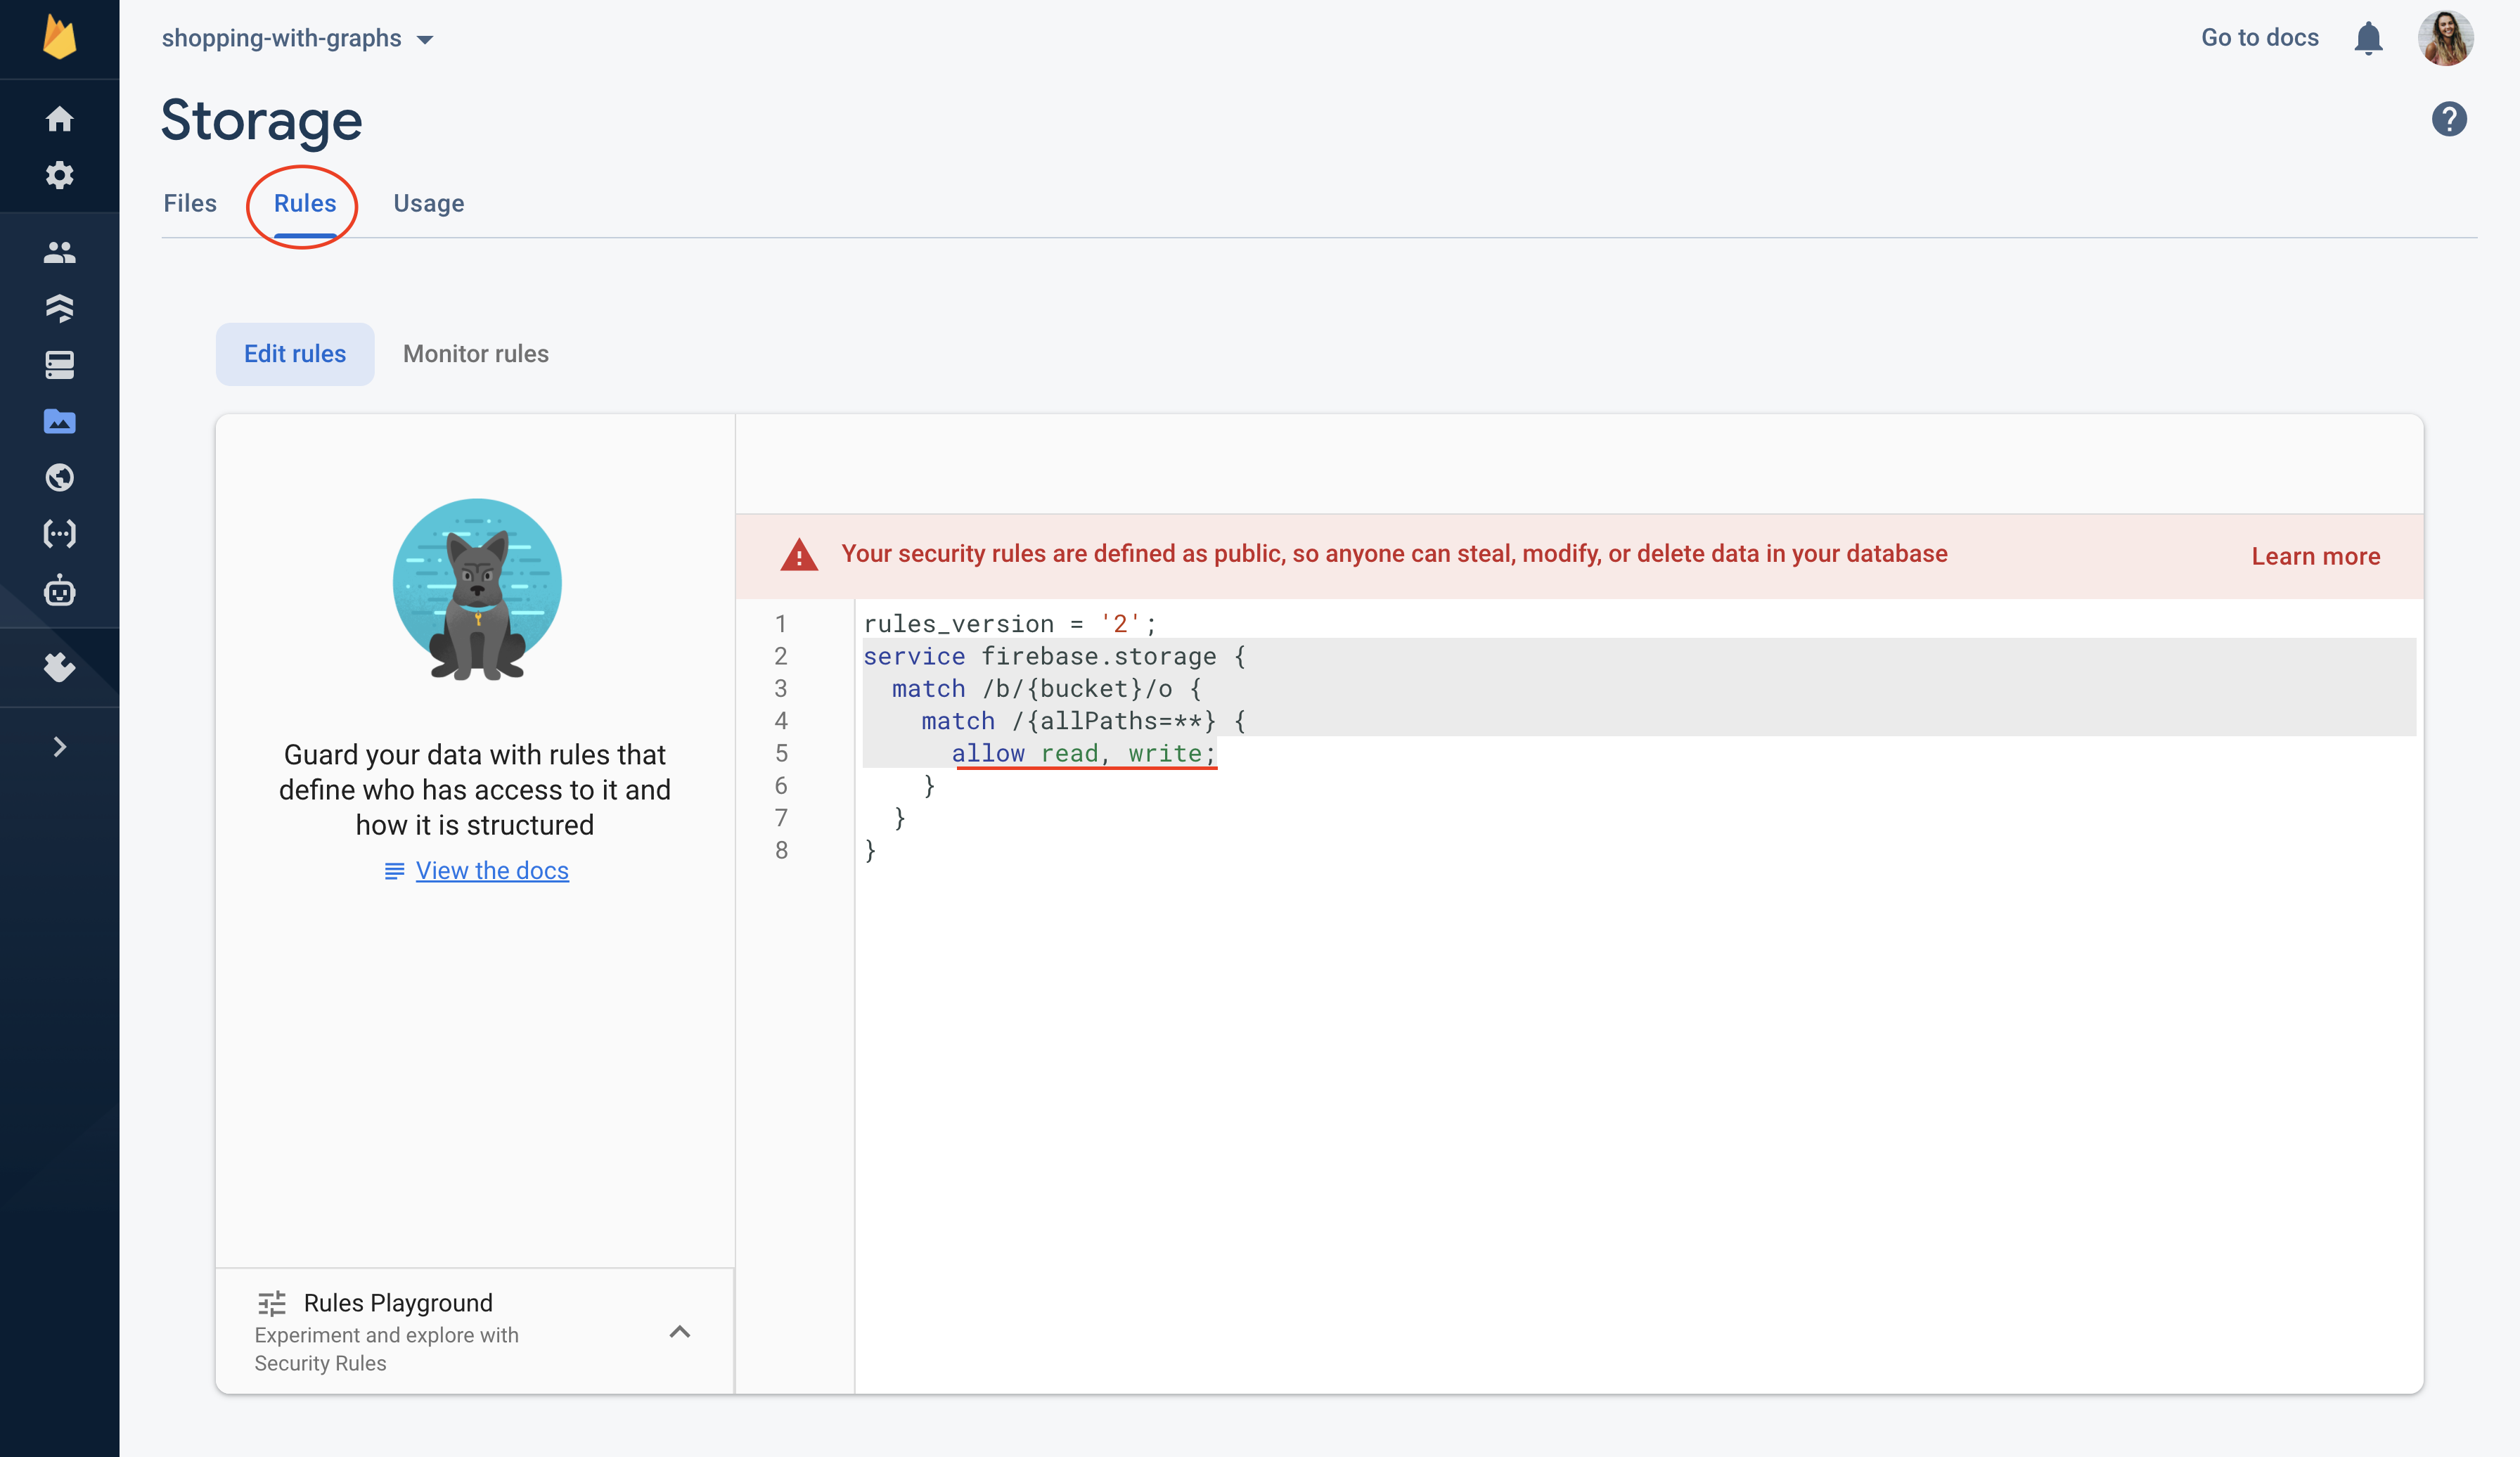 shopping-with-graphs
Go to docs
Storage
Files
Rules
Usage
Edit rules
Monitor rules
Guard your data with rules that
define who has access to it and
how it is structured
View the docs
Rules Playground
Experiment and explore with
Security Rules
Your security rules are defined as public, so anyone can steal, modify, or delete data in your database
Learn more
1 rules_version = '2';
2 service firebase.storage {
3 match /b/{bucket}/o {
4 match /{allPaths=**} {
5 allow read, write;
6 }
7 }
8 }